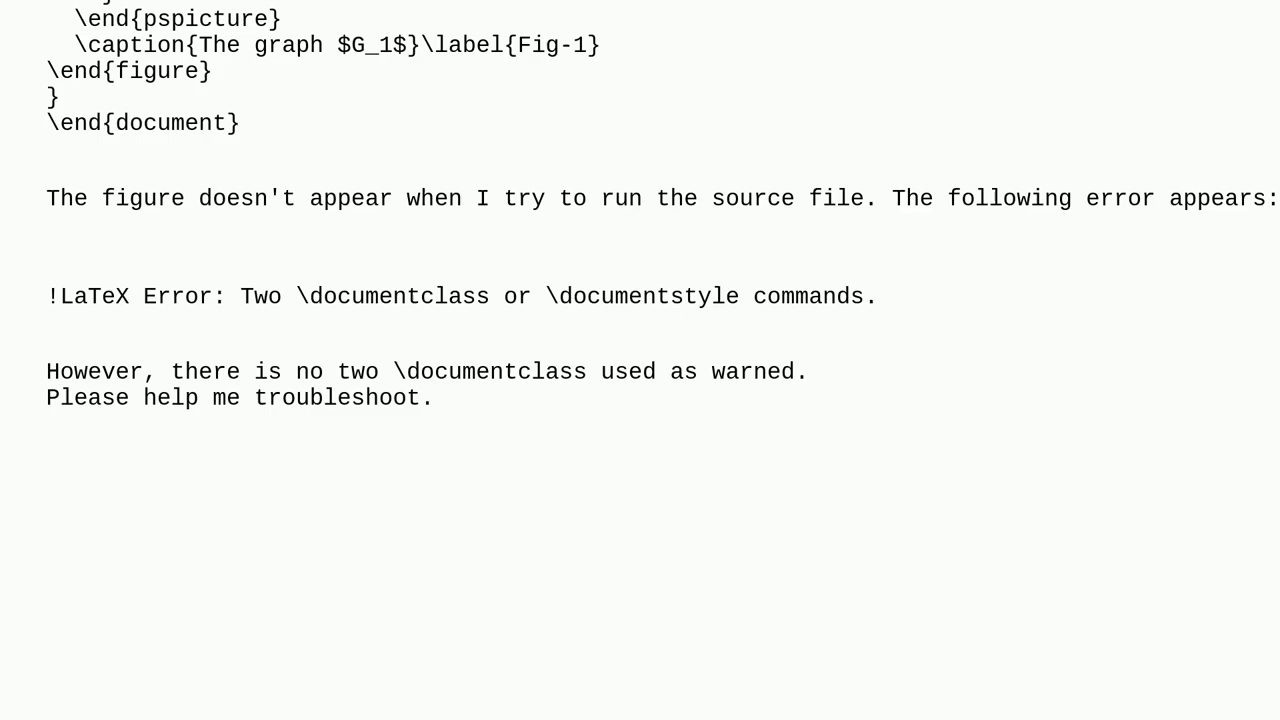 \end{pspicture}
\caption{The graph $G_1$}\label{Fig-1}
\end{figure}
}
\end{document}
The figure doesn't appear when I try to run the source file. The following error appears:
!LaTeX Error: Two \documentclass or \documentstyle commands.
However, there is no two \documentclass used as warned.
Please help me troubleshoot.